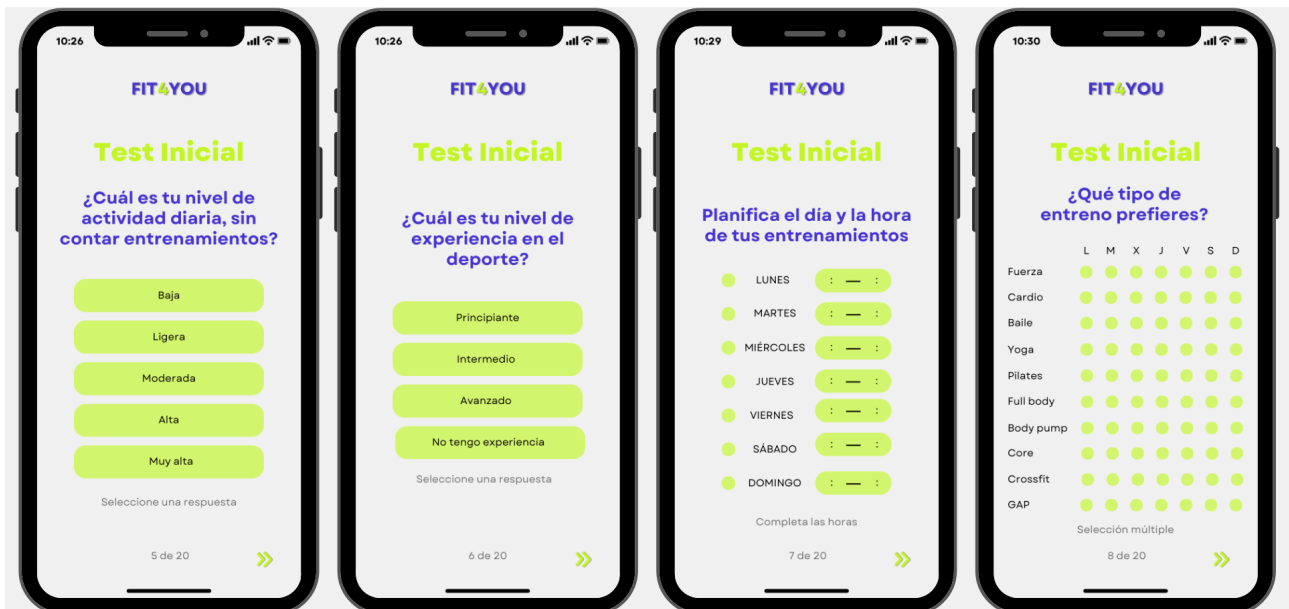 10:26
FIT4YOU
Test Inicial
¿Cuál es tu nivel de
actividad diaria, sin
contar entrenamientos?
Baja
Ligera
Moderada
Alta
Muy alta
Seleccione una respuesta
5 de 20
10:26
FIT4YOU
Test Inicial
¿Cuál es tu nivel de
experiencia en el
deporte?
Principiante
Intermedio
Avanzado
No tengo experiencia
Seleccione una respuesta
6 de 20
10:29
FIT4YOU
Test Inicial
Planifica el día y la hora
de tus entrenamientos
LUNES : — :
MARTES : — :
MIÉRCOLES : — :
JUEVES : — :
VIERNES : — :
SÁBADO : — :
DOMINGO : — :
Completa las horas
7 de 20
10:30
FIT4YOU
Test Inicial
¿Qué tipo de
entreno prefieres?
L M X J V S D
Fuerza
Cardio
Baile
Yoga
Pilates
Full body
Body pump
Core
Crossfit
GAP
Selección múltiple
8 de 20